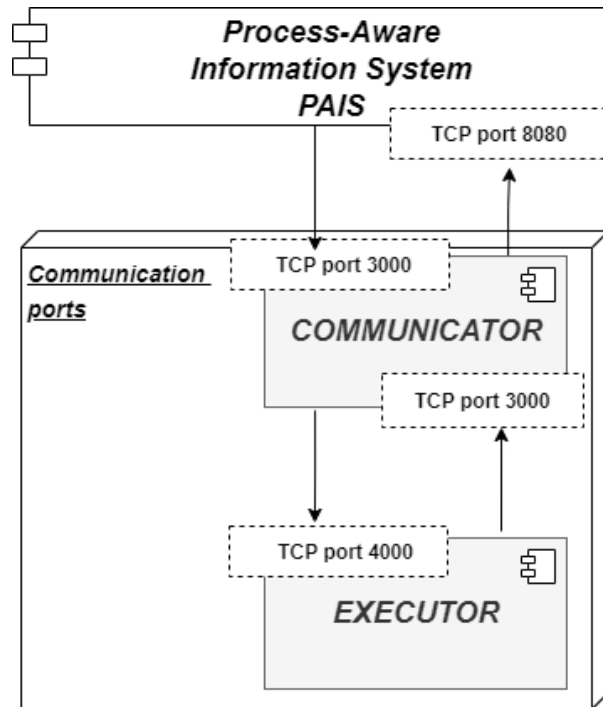 Process-Aware
Information System
PAIS
TCP port 8080
TCP port 3000
Communication
ports
COMMUNICATOR
TCP port 3000
TCP port 4000
EXECUTOR